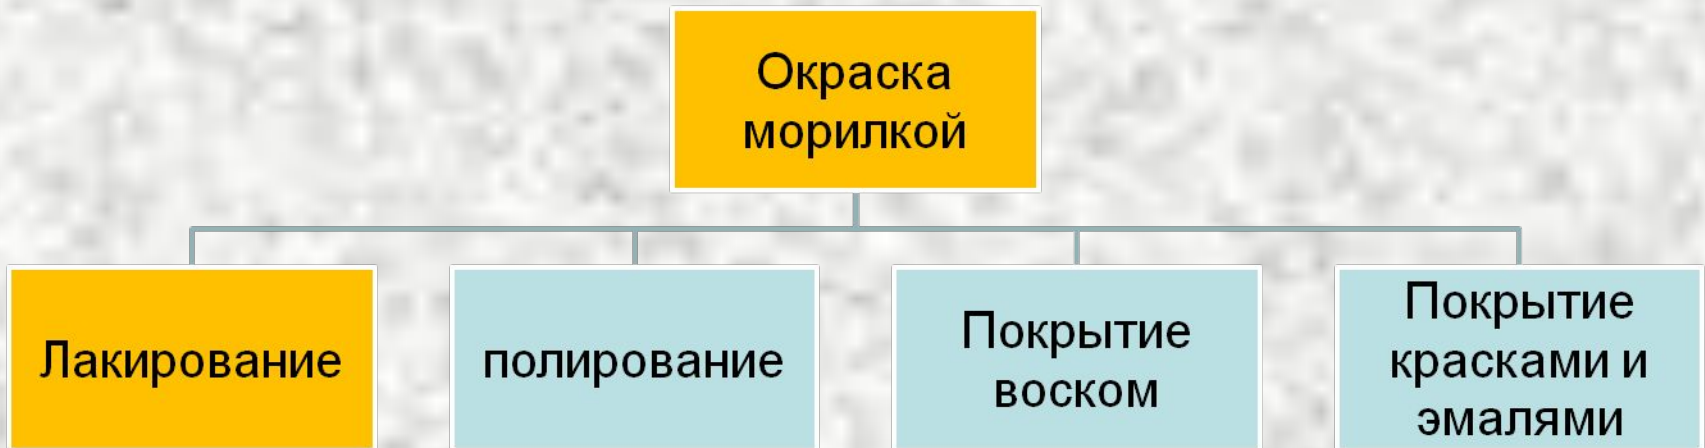 Окраска
морилкой
Лакирование
полирование
Покрытие
воском
Покрытие
красками и
эмалями